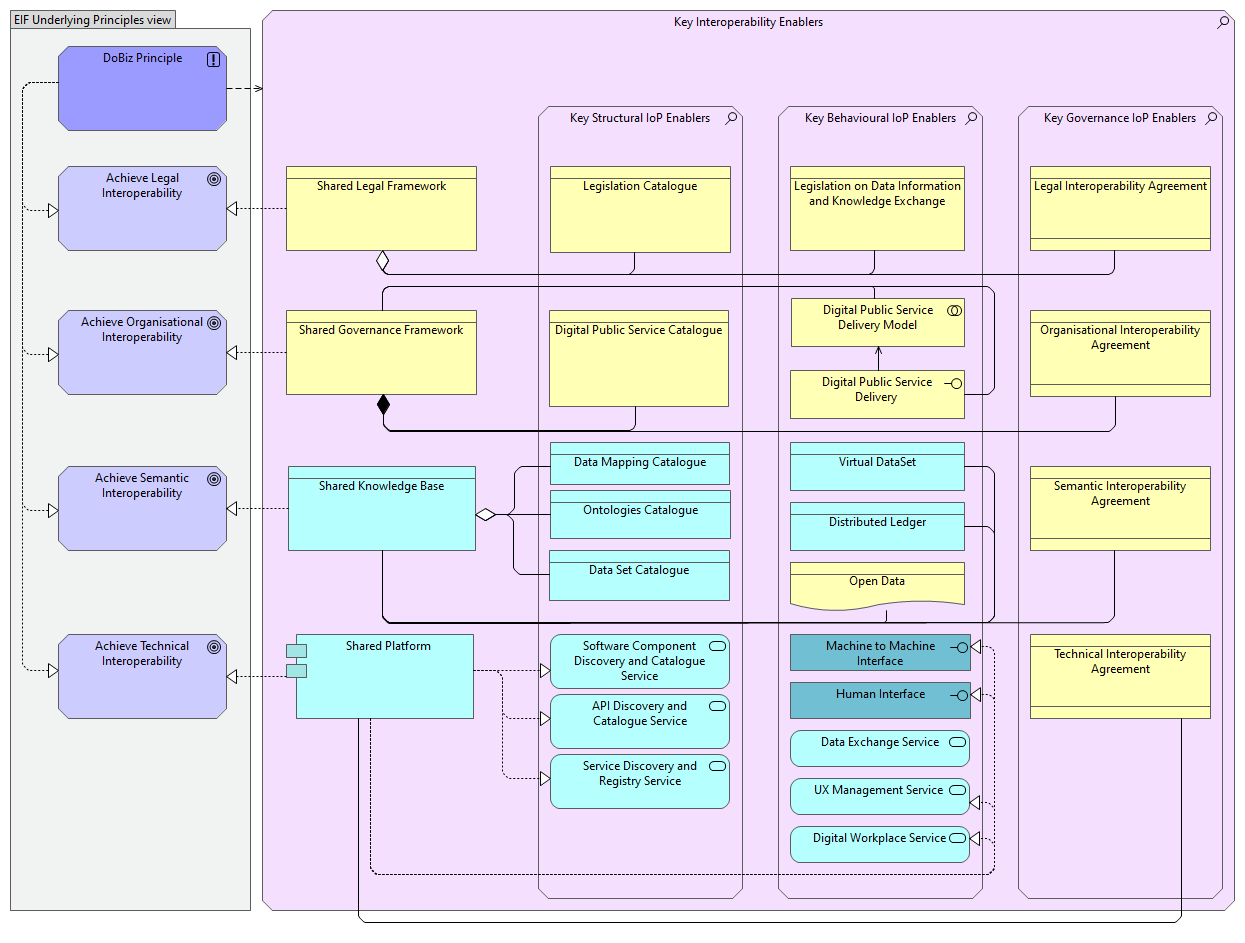 EIF Underlying Principles view
Key Interoperability Enablers
DoBiz Principle
Key Structural IoP Enablers
Key Behavioural IoP Enablers
Key Governance IoP Enablers
Achieve Legal
Interoperability
Shared Legal Framework
Legislation Catalogue
Legislation on Data Information
and Knowledge Exchange
Legal Interoperability Agreement
Achieve Organisational
Interoperability
Shared Governance Framework
Digital Public Service Catalogue
Digital Public Service
Delivery Model
Digital Public Service
Delivery
Organisational Interoperability
Agreement
Achieve Semantic
Interoperability
Shared Knowledge Base
Data Mapping Catalogue
Ontologies Catalogue
Data Set Catalogue
Virtual DataSet
Distributed Ledger
Open Data
Semantic Interoperability
Agreement
Achieve Technical
Interoperability
Shared Platform
Software Component
Discovery and Catalogue
Service
API Discovery and
Catalogue Service
Service Discovery and
Registry Service
Machine to Machine
Interface
Human Interface
Data Exchange Service
UX Management Service
Digital Workplace Service
Technical Interoperability
Agreement